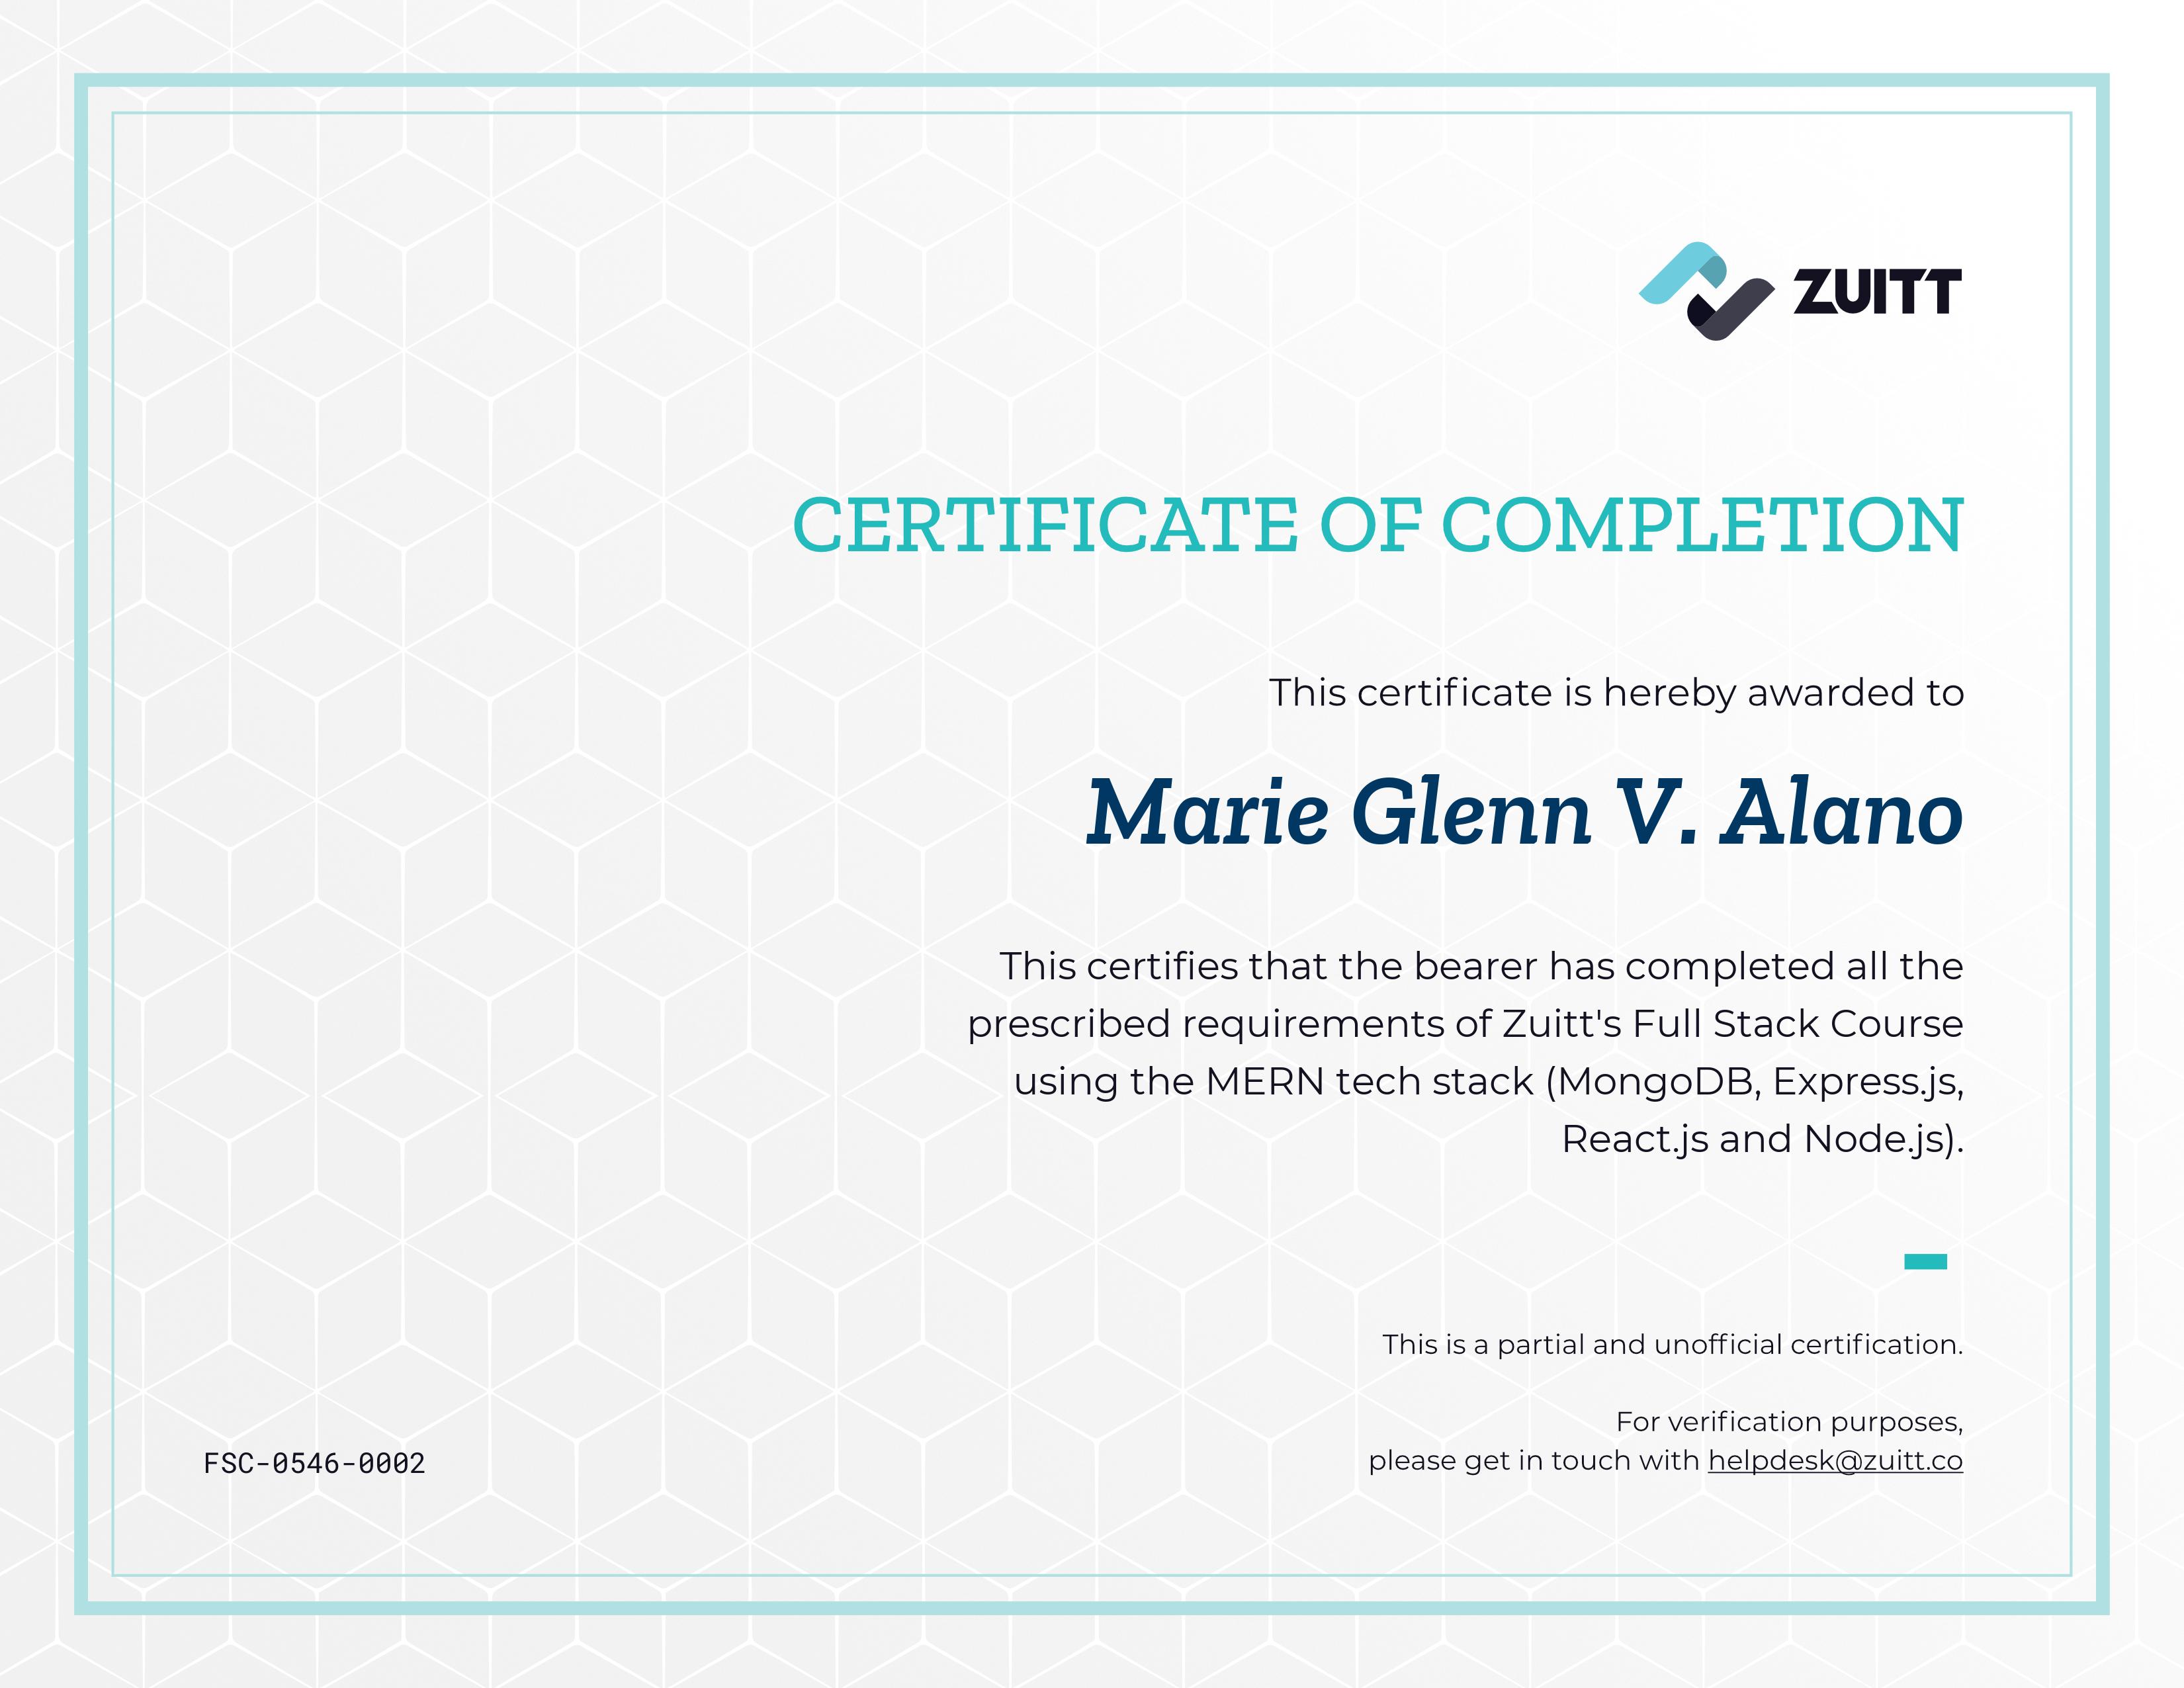 ZUITT
CERTIFICATE OF COMPLETION
This certificate is hereby awarded to
Marie Glenn V. Alano
This certifies that the bearer has completed all the
prescribed requirements of Zuitt's Full Stack Course
using the MERN tech stack (MongoDB, Express.js,
React.js and Node.js).
This is a partial and unofficial certification.
For verification purposes,
please get in touch with helpdesk@zuitt.co
FSC-0546-0002